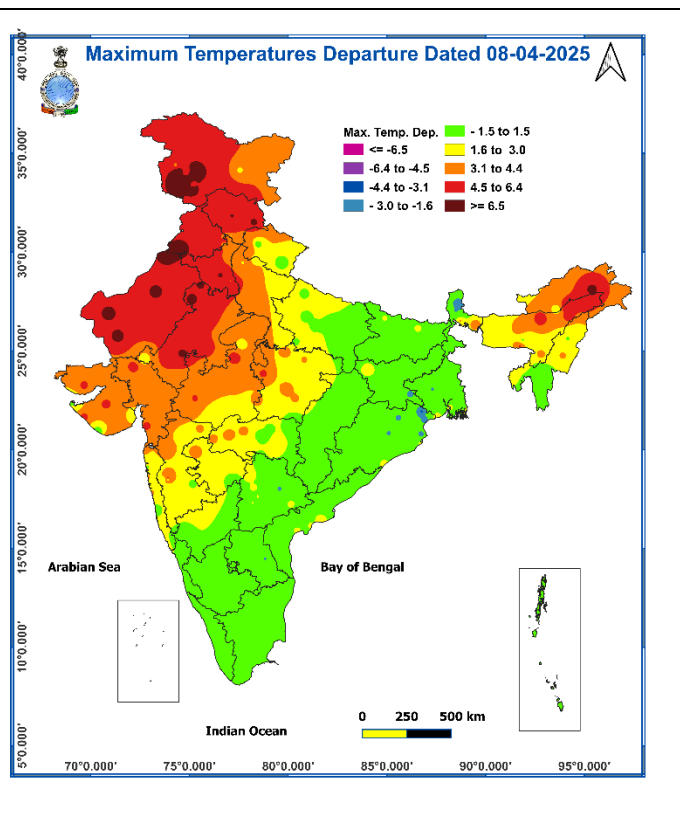 Maximum Temperatures Departure Dated 08-04-2025
Max. Temp. Dep.
<= -6.5
-6.4 to -4.5
-4.4 to -3.1
- 3.0 to -1.6
- 1.5 to 1.5
1.6 to 3.0
3.1 to 4.4
4.5 to 6.4
>= 6.5
40°0.000'
35°0.000'
30°0.000'
25°0.000'
20°0.000'
15°0.000'
10°0.000'
5°0.000'
Arabian Sea
Bay of Bengal
Indian Ocean
0 250 500 km
70°0.000' 75°0.000' 80°0.000' 85°0.000' 90°0.000' 95°0.000'